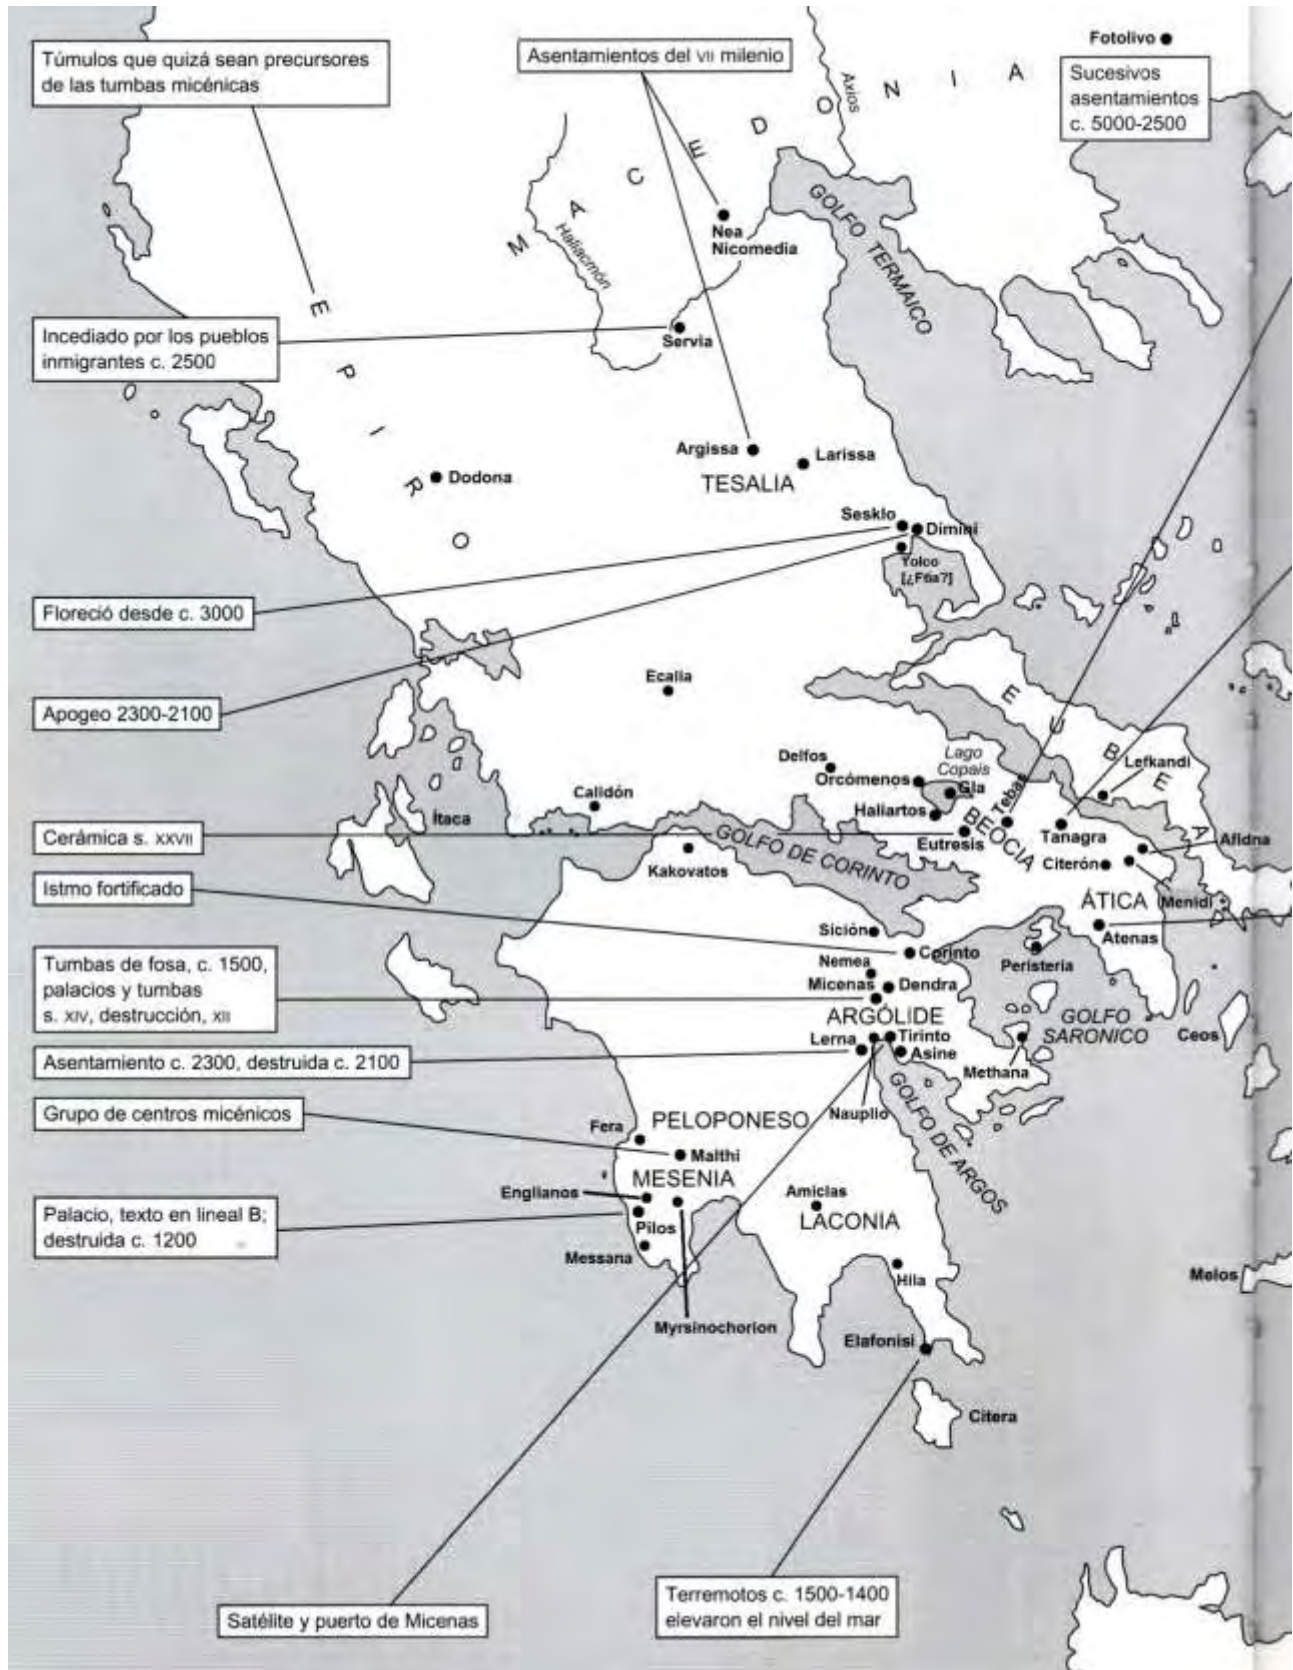 Fotolivo
Túmulos que quizá sean precursores
de las tumbas micénicas
Asentamientos del VII milenio
Sucesivos
asentamientos
c. 5000-2500
Axios
MACEDONIA
Haliacmón
Nea
Nicomedia
GOLFO TERMAICO
EPIRO
Incediado por los pueblos
inmigrantes c. 2500
Servia
Argissa
Larissa
TESALIA
Dodona
Sesklo
Dimini
Yolco
[¿Ftia?]
Floreció desde c. 3000
Apogeo 2300-2100
Ecalia
EUBEA
Delfos
Lago
Copais
Lefkandi
Orcómenos
Gla
Tebas
Calidón
Haliartos
BEOCIA
Ítaca
Cerámica s. XXVII
GOLFO DE CORINTO
Eutresis
Tanagra
Afidna
Kakovatos
Citerón
Istmo fortificado
ÁTICA
Menidi
Sición
Atenas
Corinto
Peristeria
Nemea
Tumbas de fosa, c. 1500,
palacios y tumbas
s. XIV, destrucción, XII
Micenas
Dendra
ARGÓLIDE
GOLFO
SARONICO
Ceos
Lerna
Tirinto
Asine
Asentamiento c. 2300, destruida c. 2100
Methana
Grupo de centros micénicos
Nauplio
GOLFO DE ARGOS
PELOPONESO
Fera
Malthi
MESENIA
Englianos
Amiclas
LACONIA
Palacio, texto en lineal B;
destruida c. 1200
Pilos
Messana
Hila
Melos
Myrsinochorion
Elafonisi
Citera
Terremotos c. 1500-1400
elevaron el nivel del mar
Satélite y puerto de Micenas